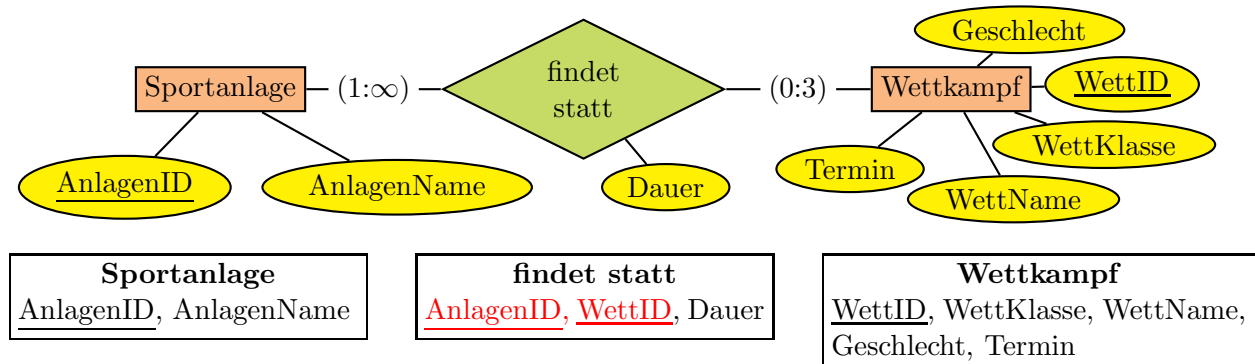 Geschlecht
Sportanlage (1:∞) findet statt (0:3) Wettkampf WettID
WettKlasse
Termin
AnlagenID AnlagenName Dauer WettName
Sportanlage
AnlagenID, AnlagenName
findet statt
AnlagenID, WettID, Dauer
Wettkampf
WettID, WettKlasse, WettName,
Geschlecht, Termin